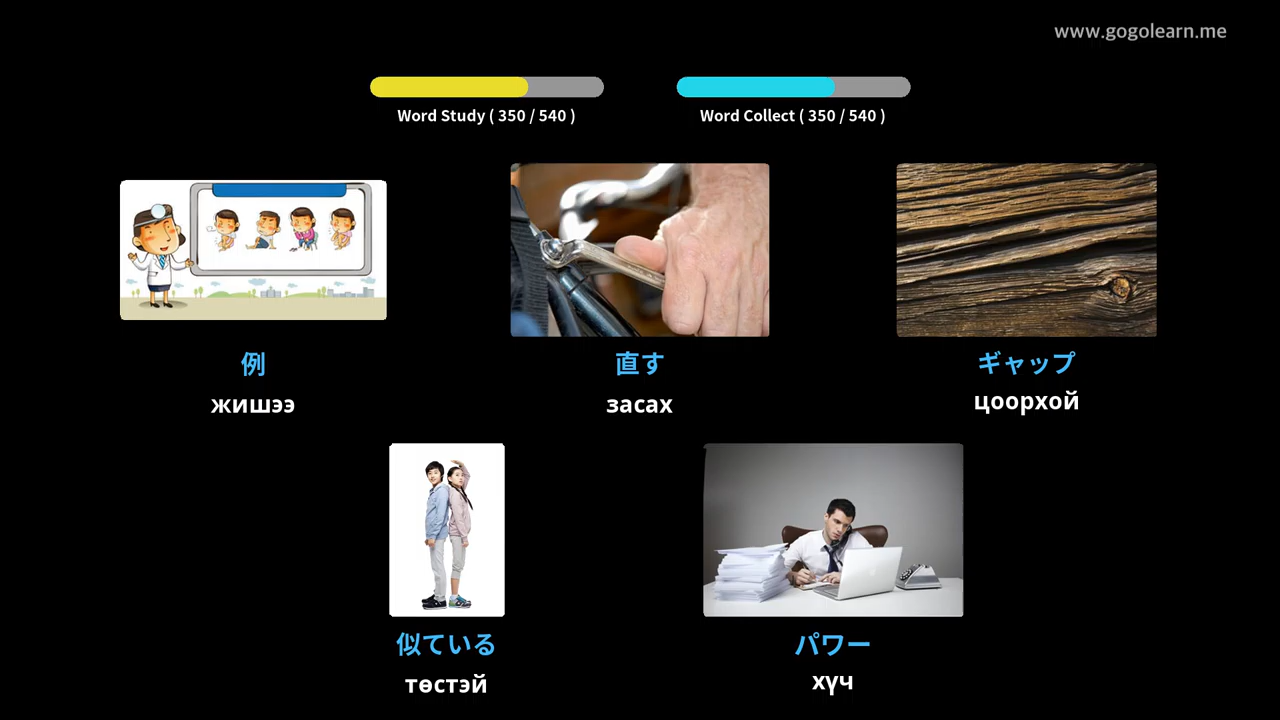 www.gogolearn.me
Word Study ( 350 / 540 )
Word Collect ( 350 / 540 )
例
жишээ
直す
засах
ギャップ
цоорхой
似ている
төстэй
パワー
хүч